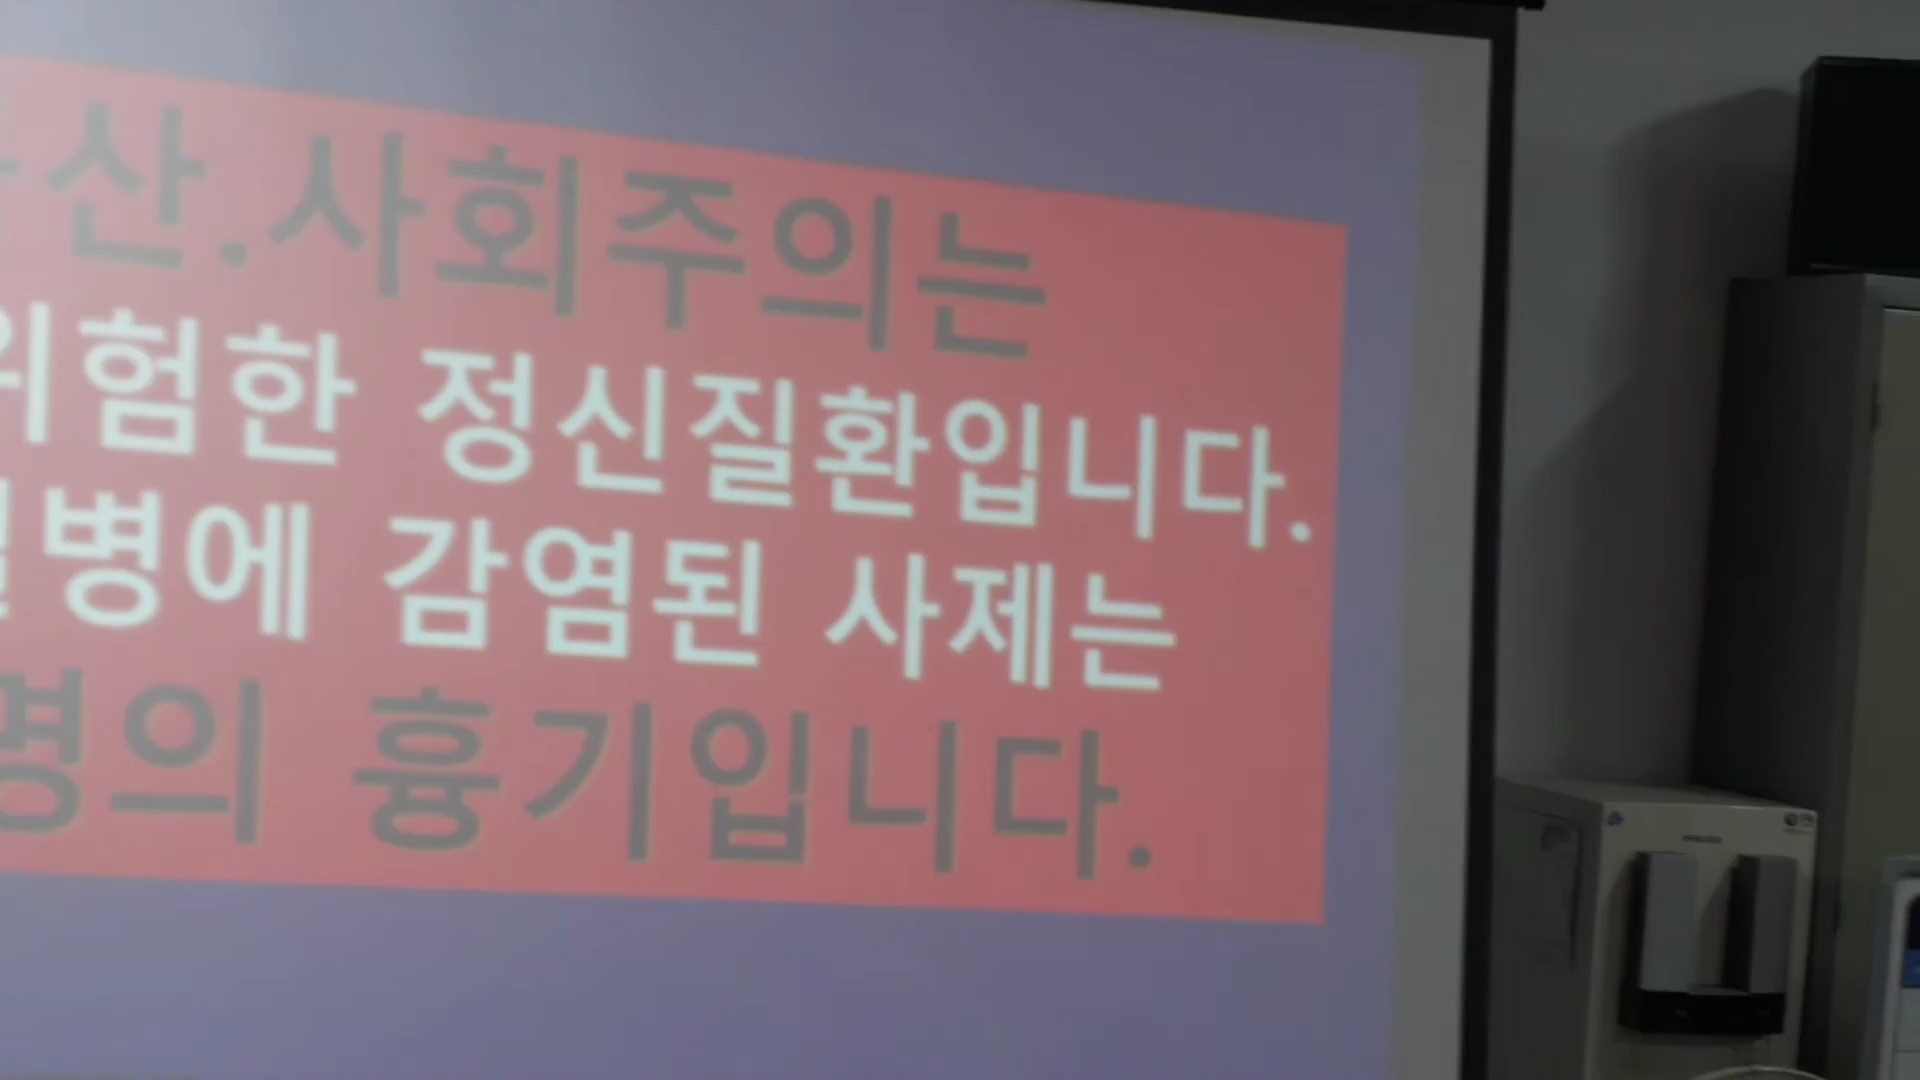 산.사회주의는
위험한 정신질환입니다.
병에 감염된 사제는
명의 흉기입니다.